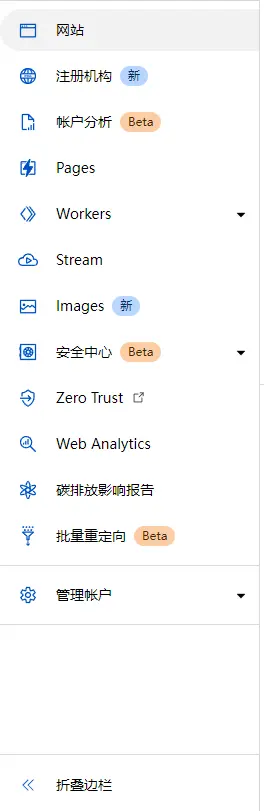 网站
注册机构 新
帐户分析 Beta
Pages
Workers
Stream
Images 新
安全中心 Beta
Zero Trust
Web Analytics
碳排放影响报告
批量重定向 Beta
管理帐户
折叠边栏